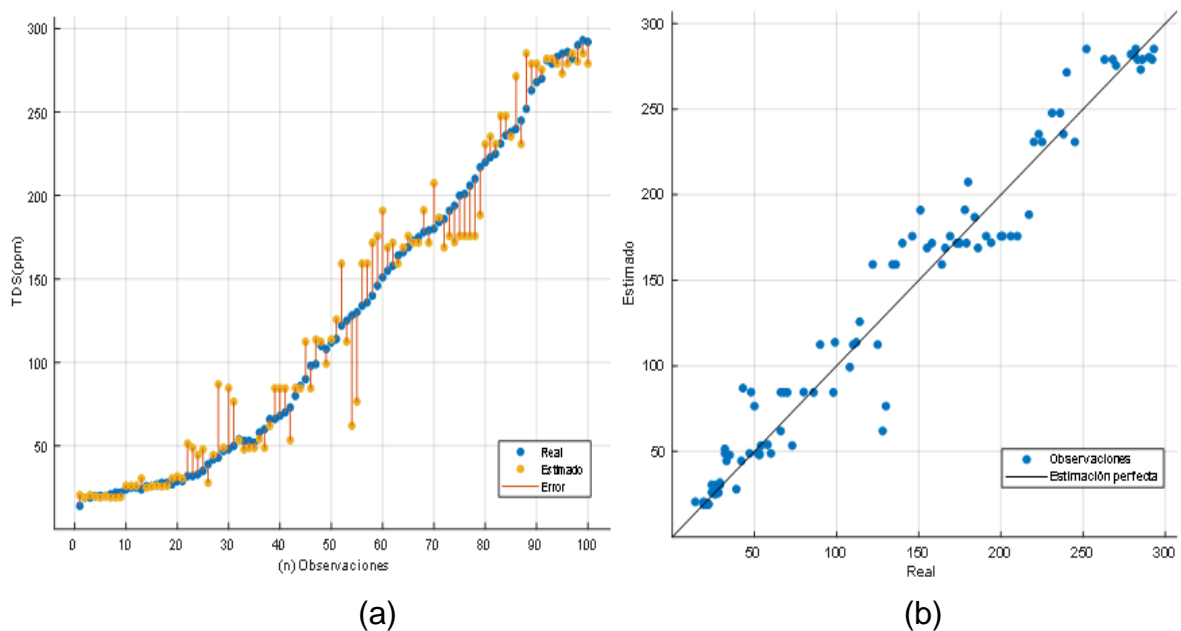 300
250
200
150
100
50
TDS(ppm)
0 10 20 30 40 50 60 70 80 90 100
(n) Observaciones
Real
Estimado
Error
(a)
300
250
200
150
100
50
Estimado
50 100 150 200 250 300
Real
Observaciones
Estimación perfecta
(b)